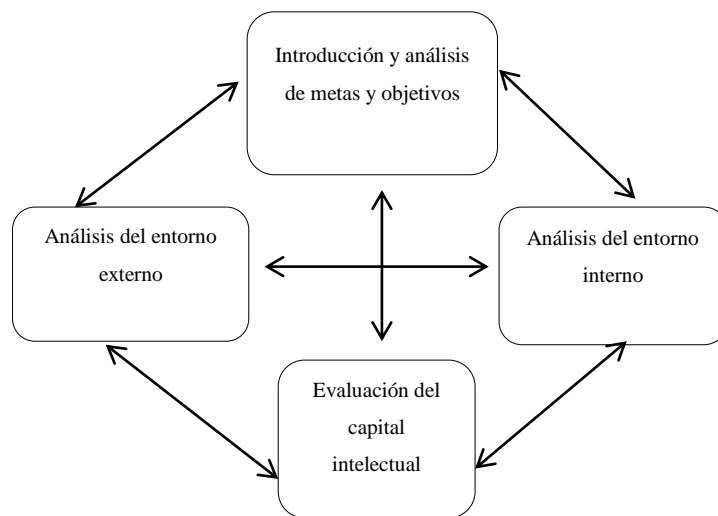 Introducción y análisis
de metas y objetivos
Análisis del entorno
externo
Análisis del entorno
interno
Evaluación del
capital
intelectual